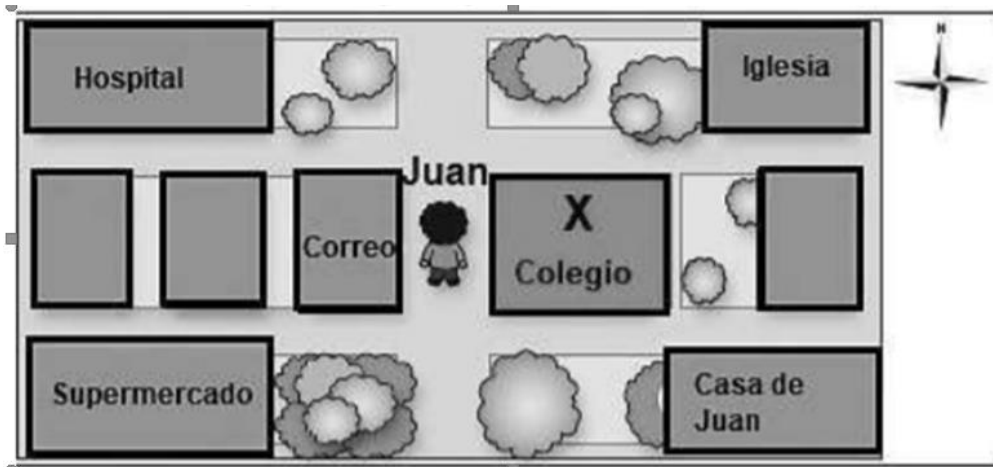 Hospital
Iglesia
N
Juan
Correo
X
Colegio
Supermercado
Casa de
Juan